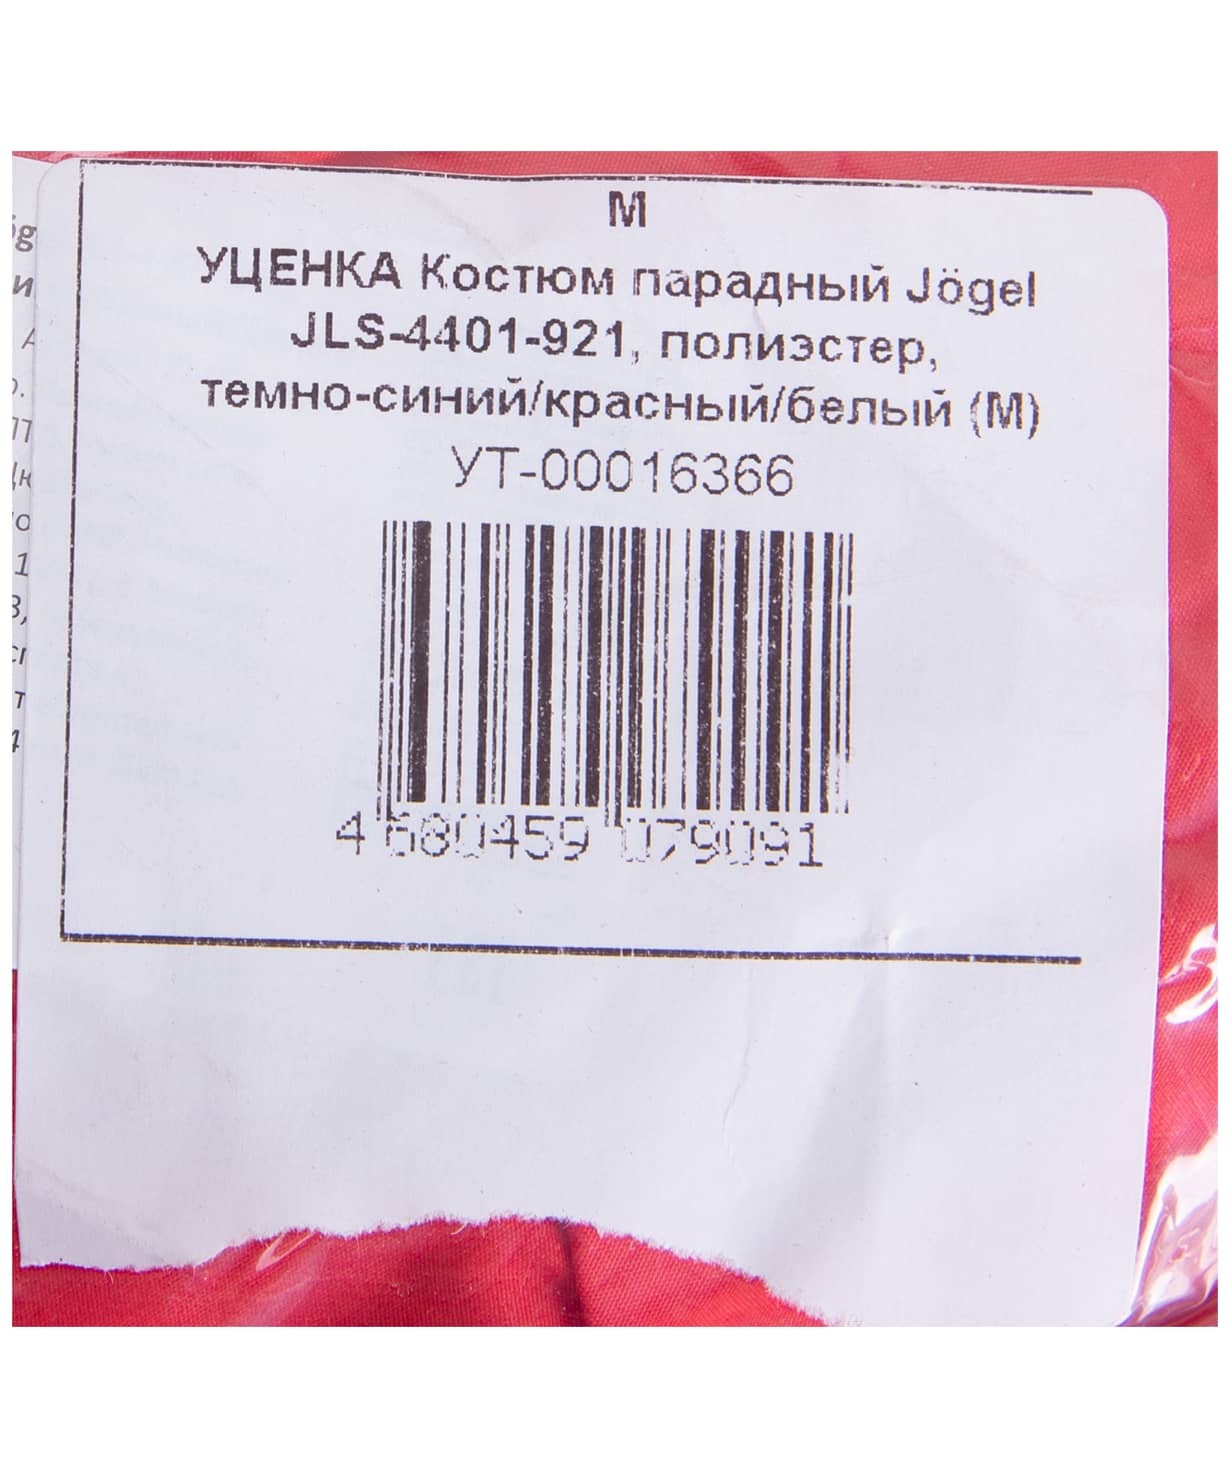 M
УЦЕНКА Костюм парадный Jögel
JLS-4401-921, полиэстер,
темно-синий/красный/белый (M)
УТ-00016366
4 680459 079091